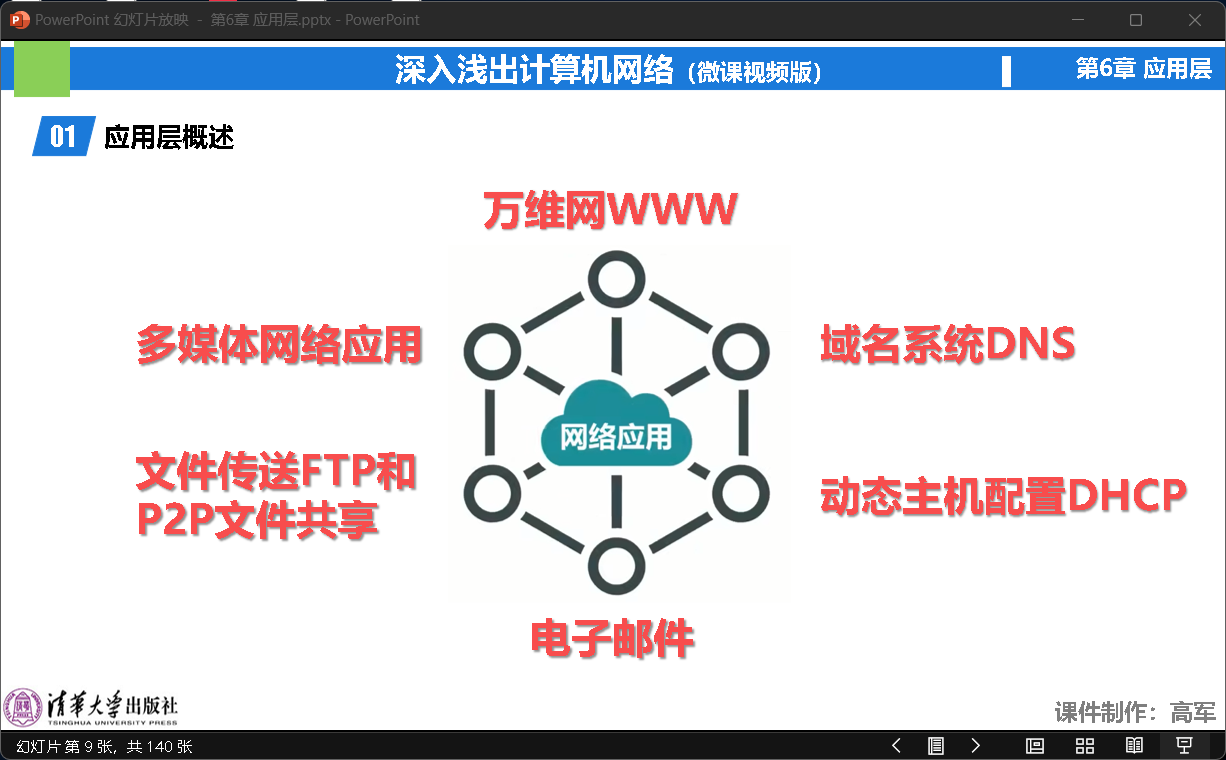 PowerPoint 幻灯片放映 - 第6章 应用层.pptx - PowerPoint
深入浅出计算机网络（微课视频版）
第6章 应用层
01 应用层概述
万维网WWW
多媒体网络应用
域名系统DNS
网络应用
文件传送FTP和
P2P文件共享
动态主机配置DHCP
电子邮件
清华大学出版社
TSINGHUA UNIVERSITY PRESS
课件制作：高军
幻灯片第 9 张，共 140 张